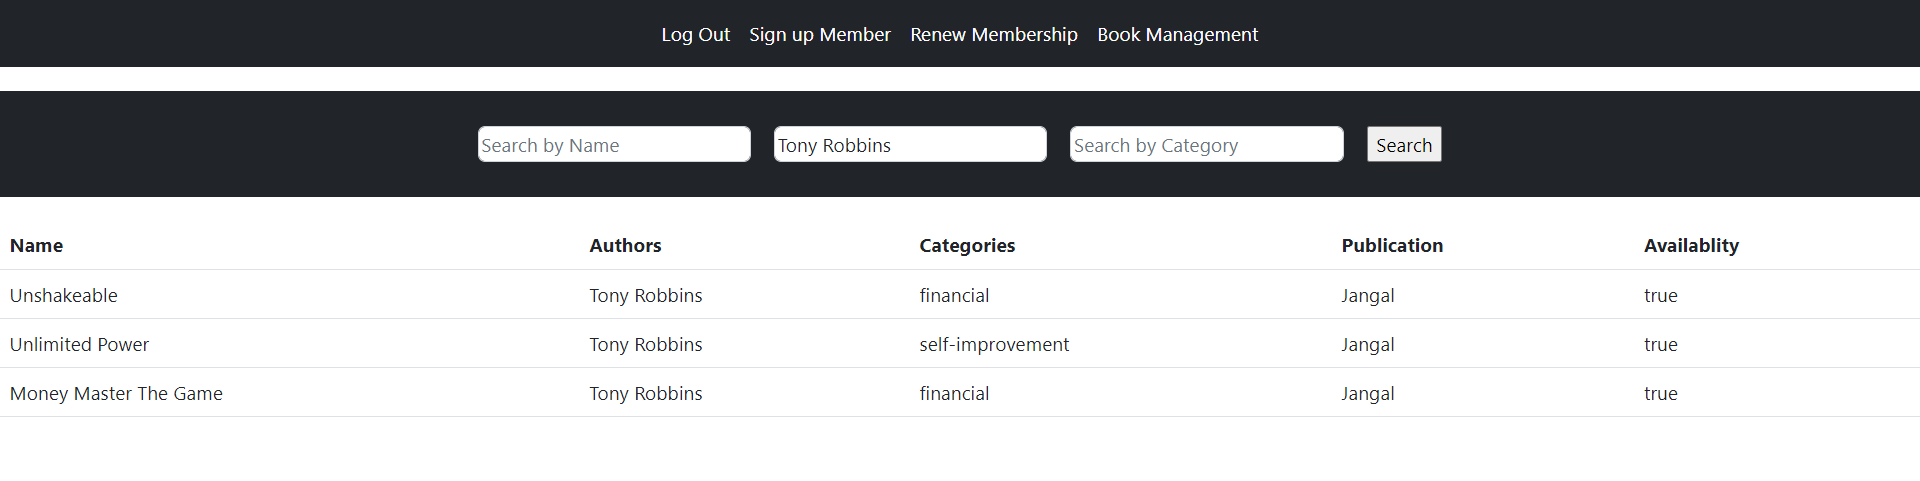 Log Out Sign up Member Renew Membership Book Management
Search by Name Tony Robbins Search by Category Search
Name Authors Categories Publication Availablity
Unshakeable Tony Robbins financial Jangal true
Unlimited Power Tony Robbins self-improvement Jangal true
Money Master The Game Tony Robbins financial Jangal true